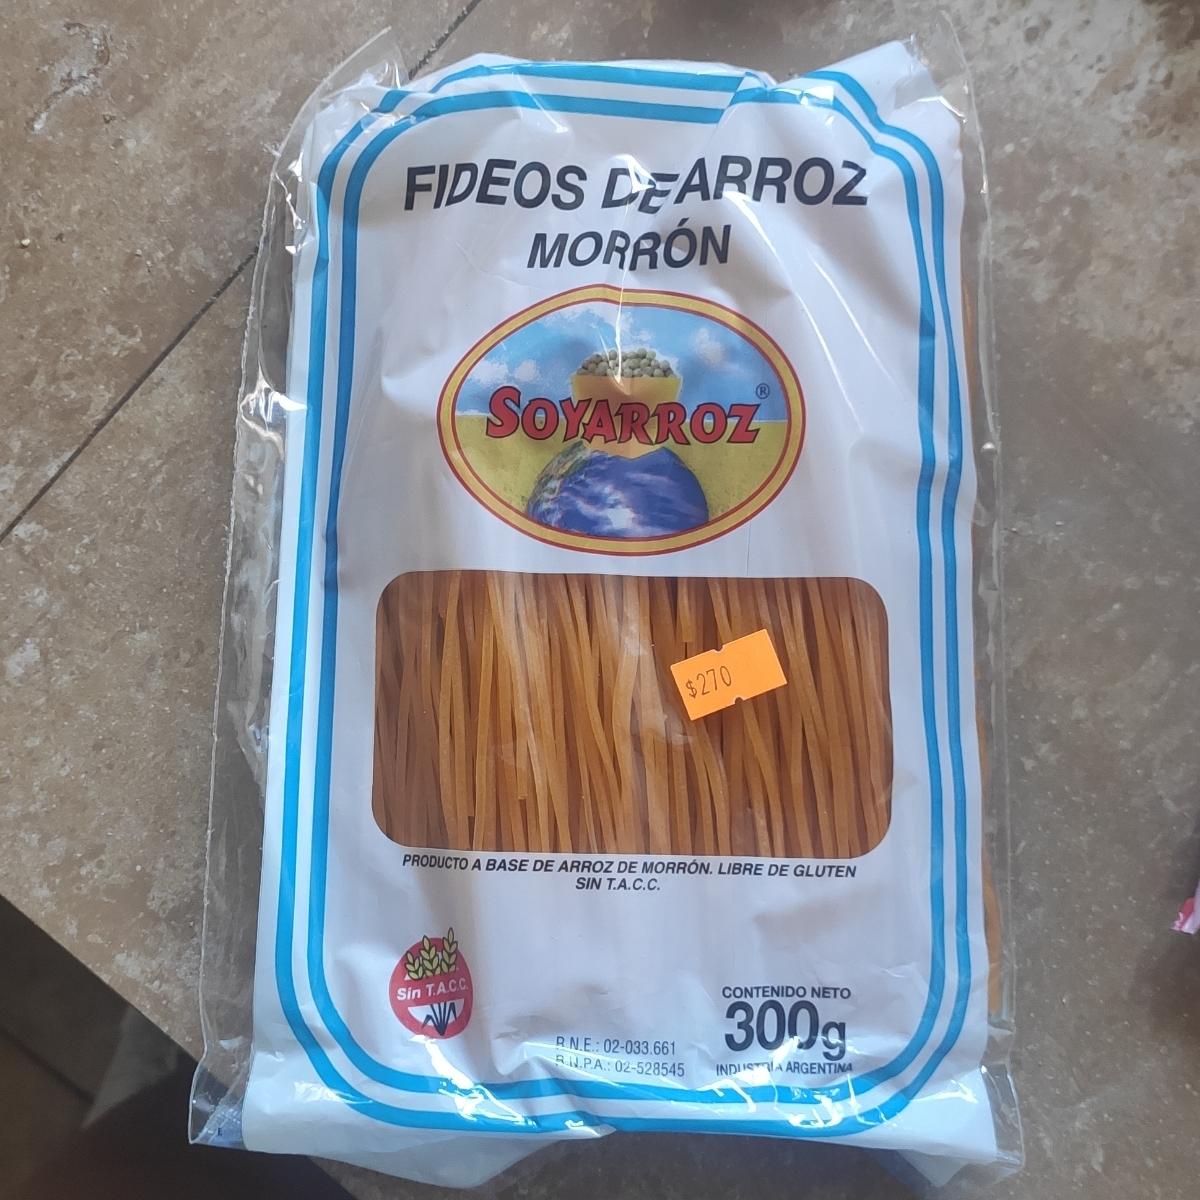 FIDEOS DE ARROZ
MORRÓN
SOYARROZ®
$270
PRODUCTO A BASE DE ARROZ DE MORRÓN. LIBRE DE GLUTEN
SIN T.A.C.C.
Sin T.A.C.C.
CONTENIDO NETO
300g
INDUSTRIA ARGENTINA
R.N.E.: 02-033.661
R.N.P.A.: 02-528545